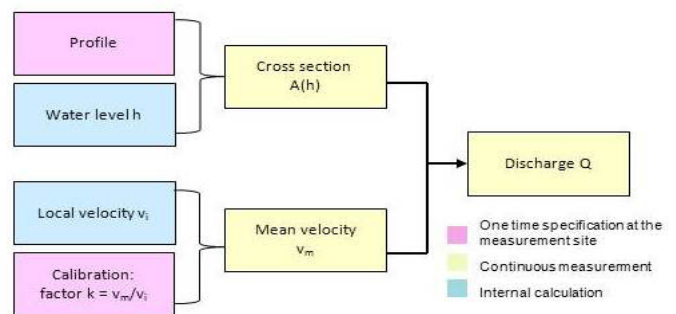 Profile
Water level h
Cross section
A(h)
Local velocity vᵢ
Calibration:
factor k = vₘ/vᵢ
Mean velocity
vₘ
Discharge Q
One time specification at the
measurement site
Continuous measurement
Internal calculation